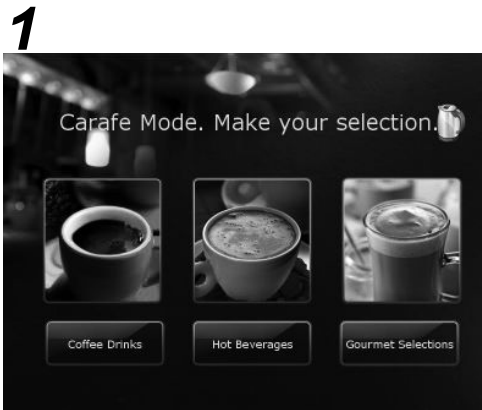 1
Carafe Mode. Make your selection.
Coffee Drinks
Hot Beverages
Gourmet Selections